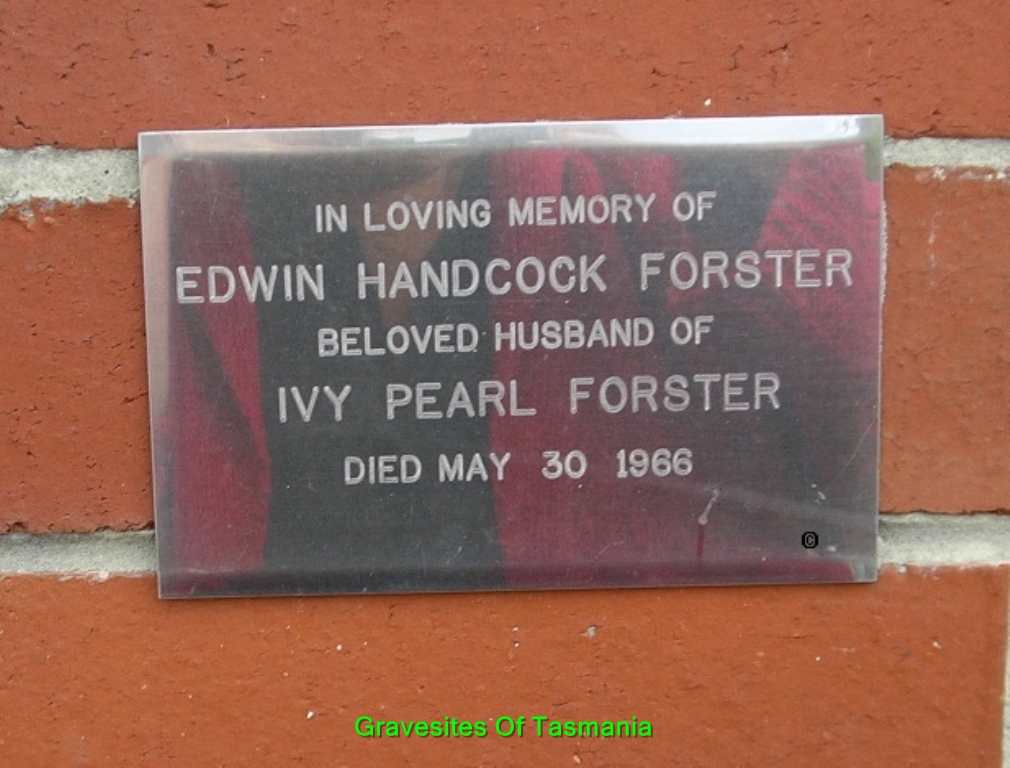 IN LOVING MEMORY OF
EDWIN HANDCOCK FORSTER
BELOVED HUSBAND OF
IVY PEARL FORSTER
DIED MAY 30 1966
©
Gravesites Of Tasmania